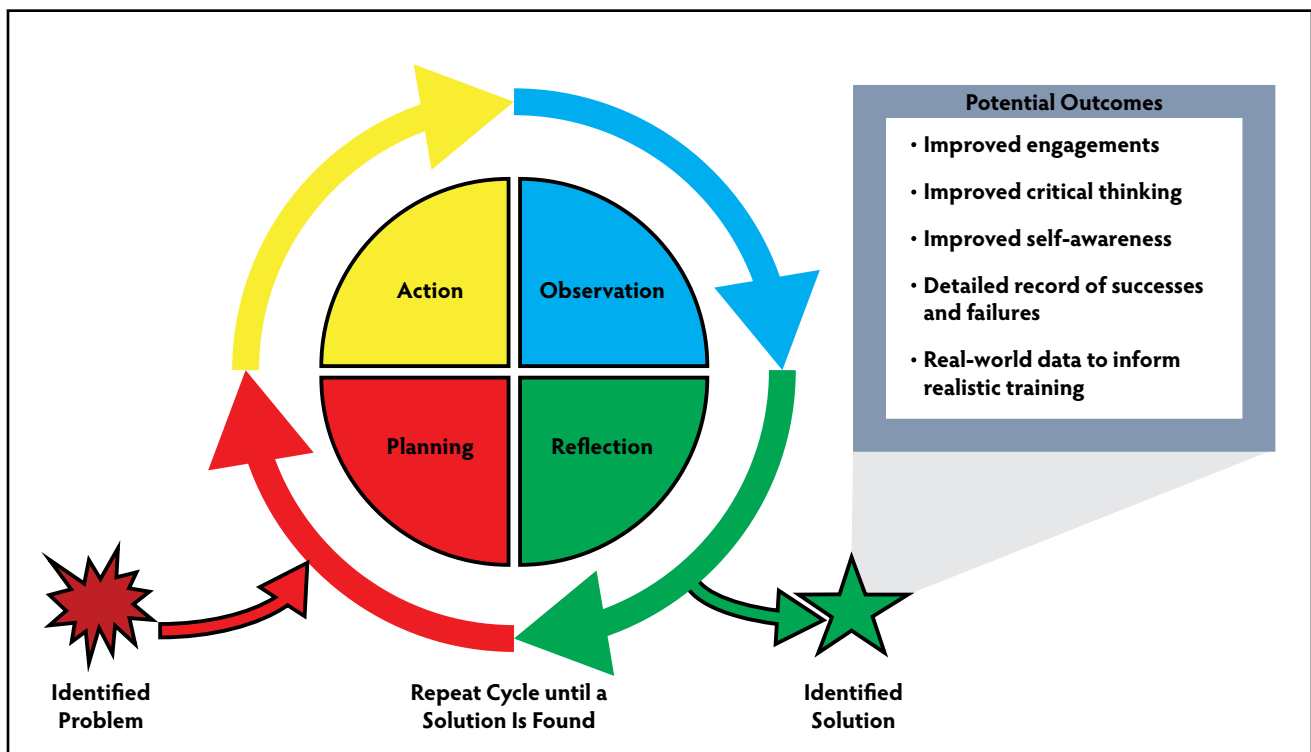 Potential Outcomes
• Improved engagements
• Improved critical thinking
• Improved self-awareness
• Detailed record of successes
and failures
• Real-world data to inform
realistic training
Action
Observation
Planning
Reflection
Identified
Problem
Repeat Cycle until a
Solution Is Found
Identified
Solution